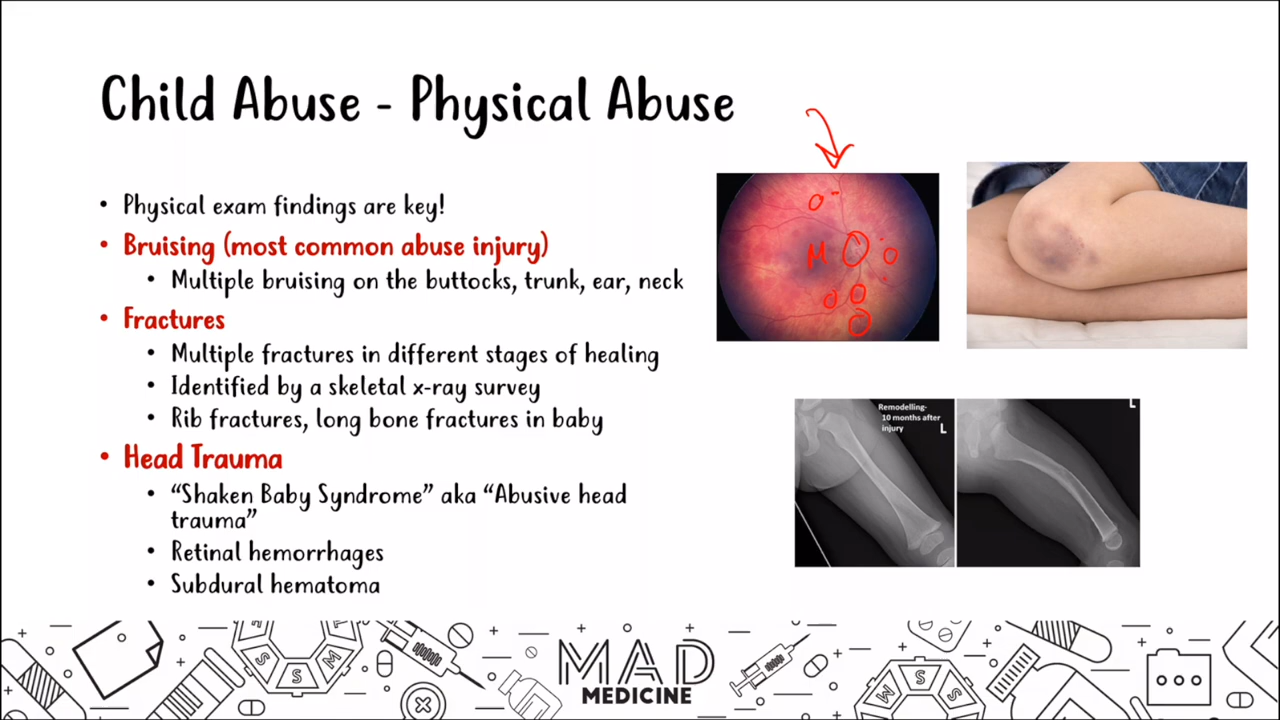 Child Abuse - Physical Abuse
• Physical exam findings are key!
• Bruising (most common abuse injury)
• Multiple bruising on the buttocks, trunk, ear, neck
• Fractures
• Multiple fractures in different stages of healing
• Identified by a skeletal x-ray survey
• Rib fractures, long bone fractures in baby
• Head Trauma
• “Shaken Baby Syndrome” aka “Abusive head
trauma”
• Retinal hemorrhages
• Subdural hematoma
M
Remodelling-
10 months after
injury
L
L
MAD
MEDICINE
S
S
M
M
S
S